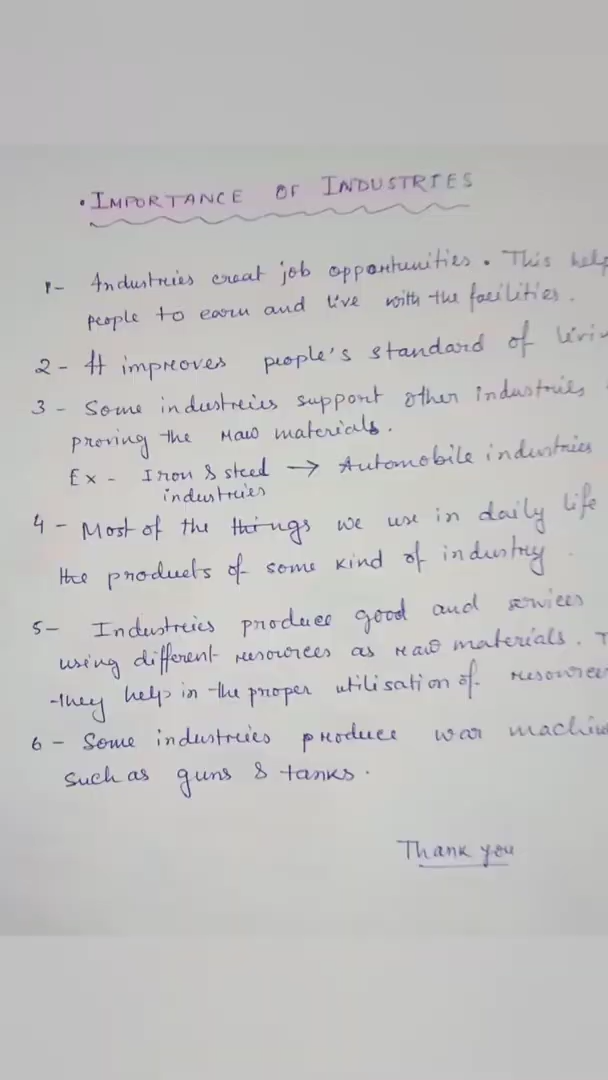 • IMPORTANCE OF INDUSTRIES
1- Industries creat job opportunities. This help
people to earn and live with the facilities.
2 - It improves people's standard of livin
3 - Some industries support other industries
proving the raw materials.
Ex - Iron & steel → Automobile industries
industries
4 - Most of the things we use in daily life
the products of some kind of industry.
5- Industries produce good and services
using different resources as raw materials. T
they help in the proper utilisation of resources
6 - Some industries produce war machin
such as guns & tanks.
Thank you